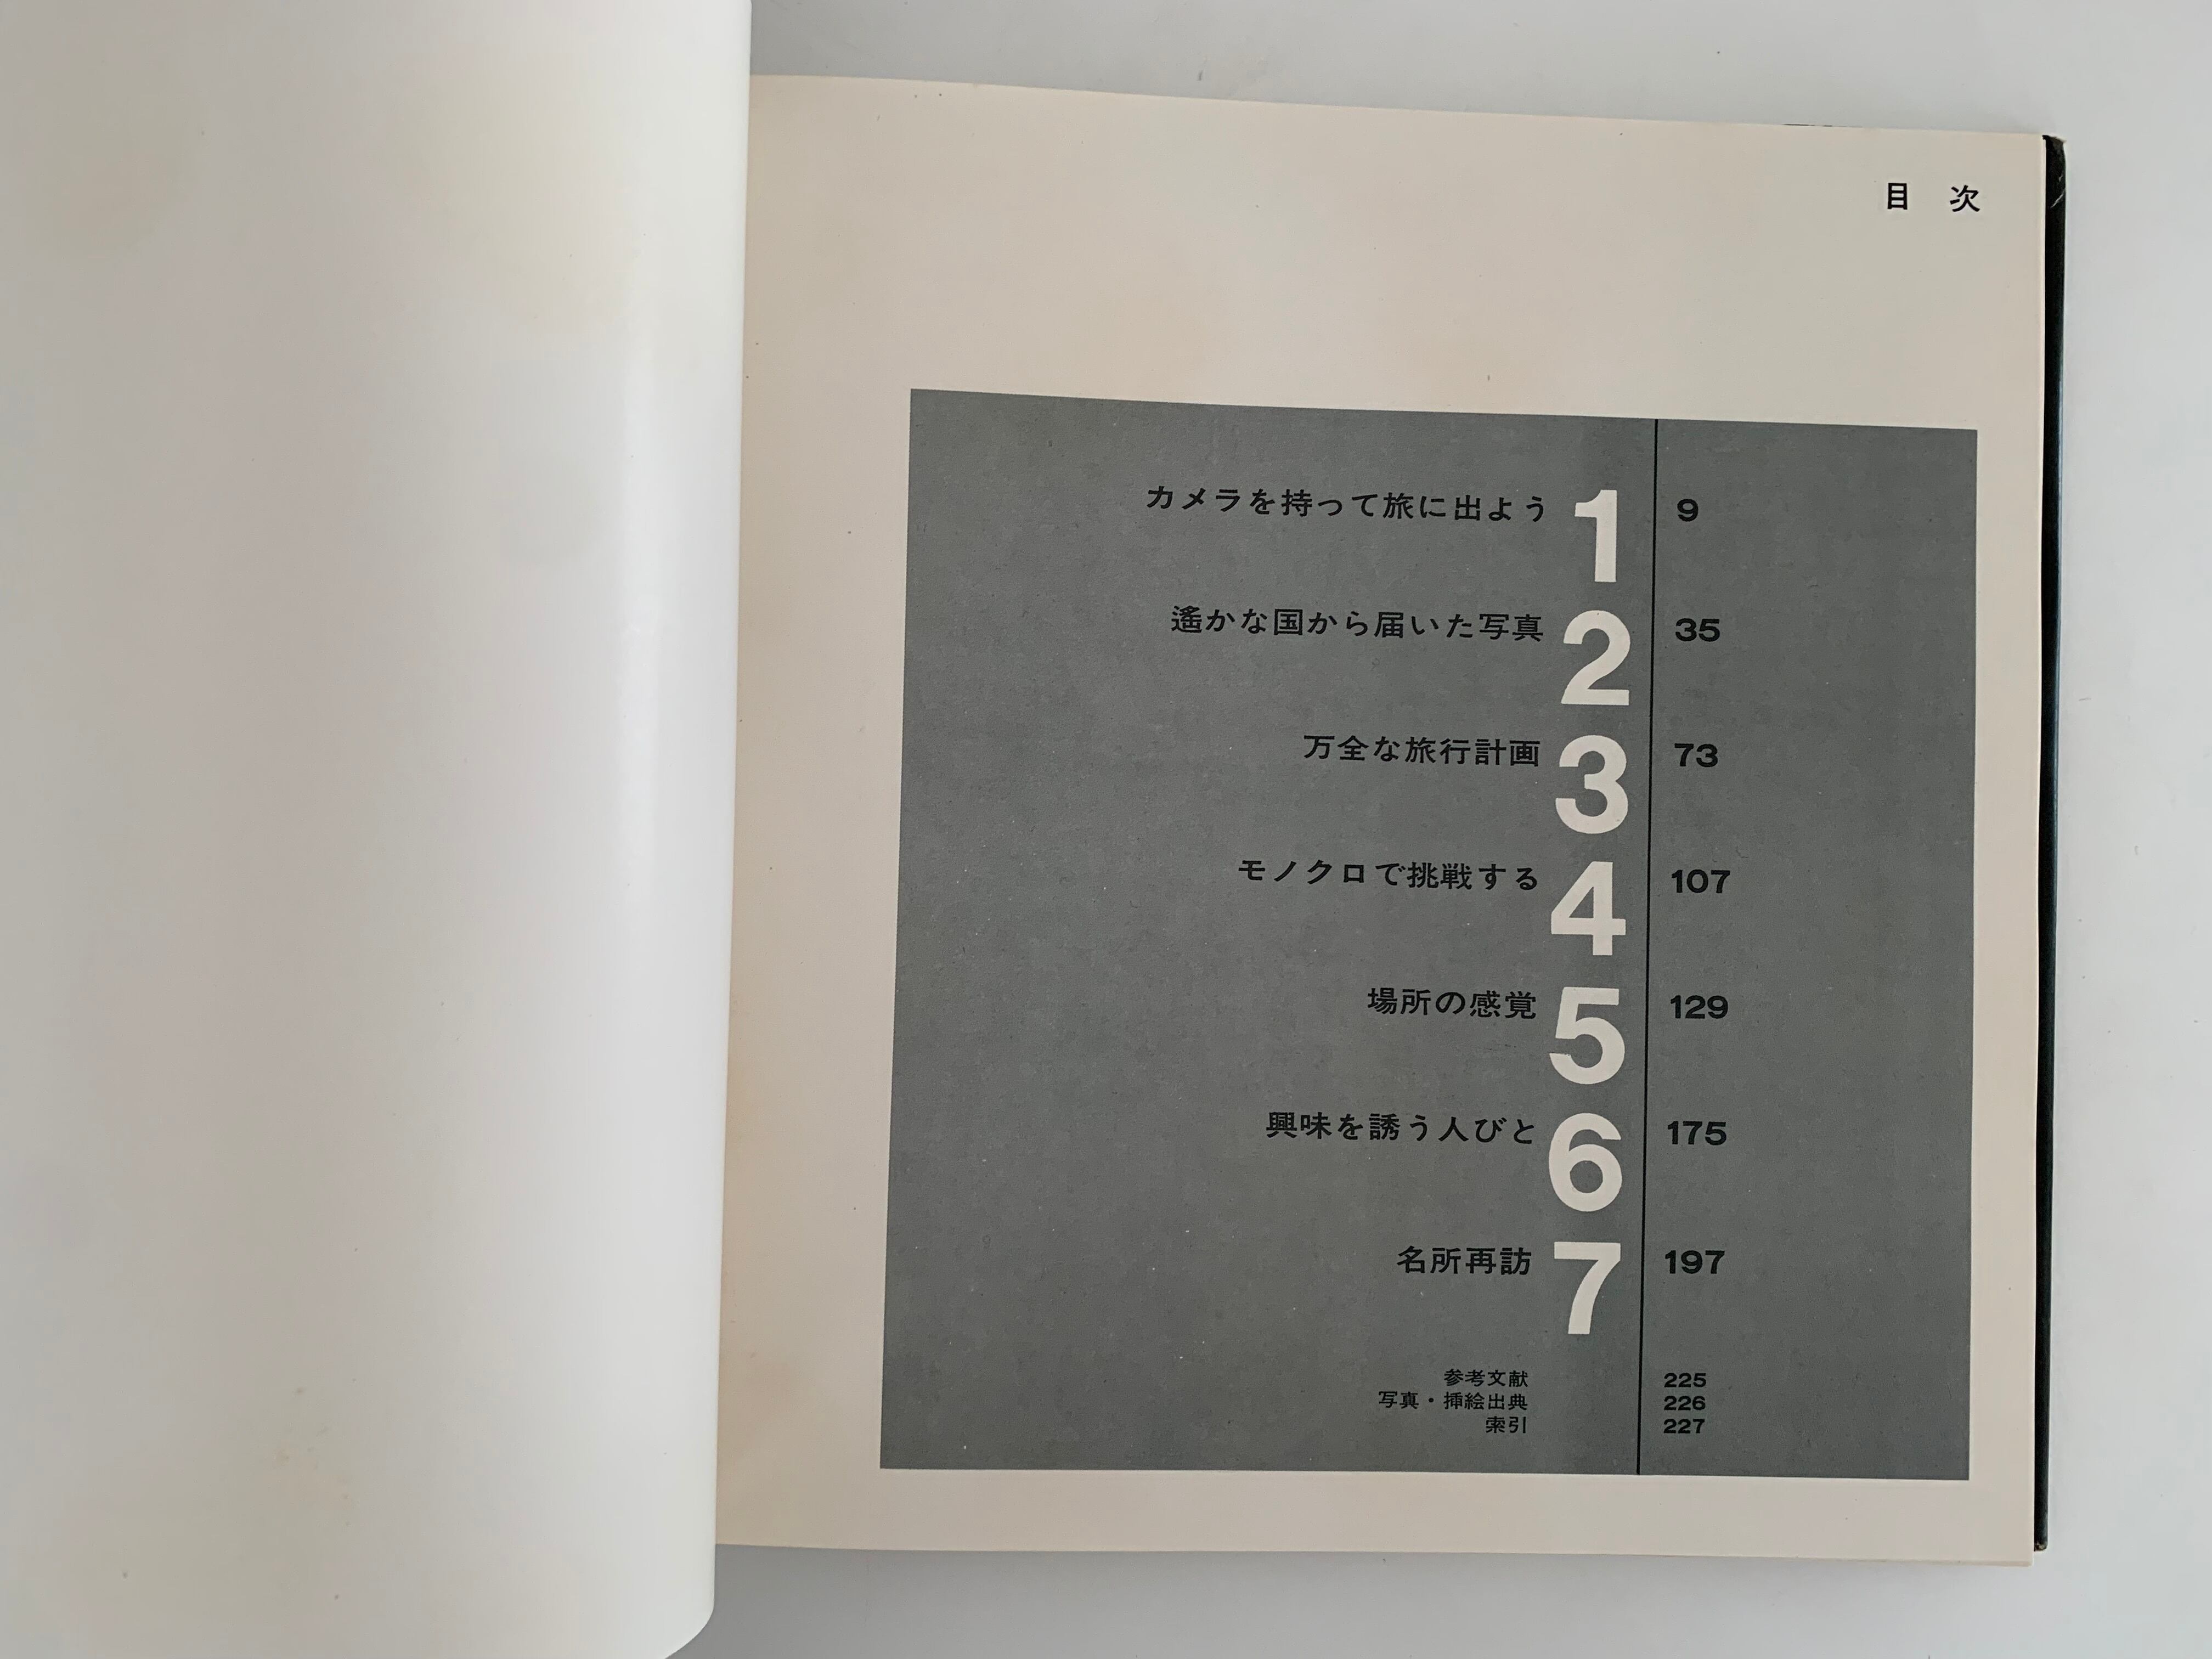 目 次
カメラを持って旅に出よう 1 9
遙かな国から届いた写真 2 35
万全な旅行計画 3 73
モノクロで挑戦する 4 107
場所の感覚 5 129
興味を誘う人びと 6 175
名所再訪 7 197
参考文献 225
写真・挿絵出典 226
索引 227